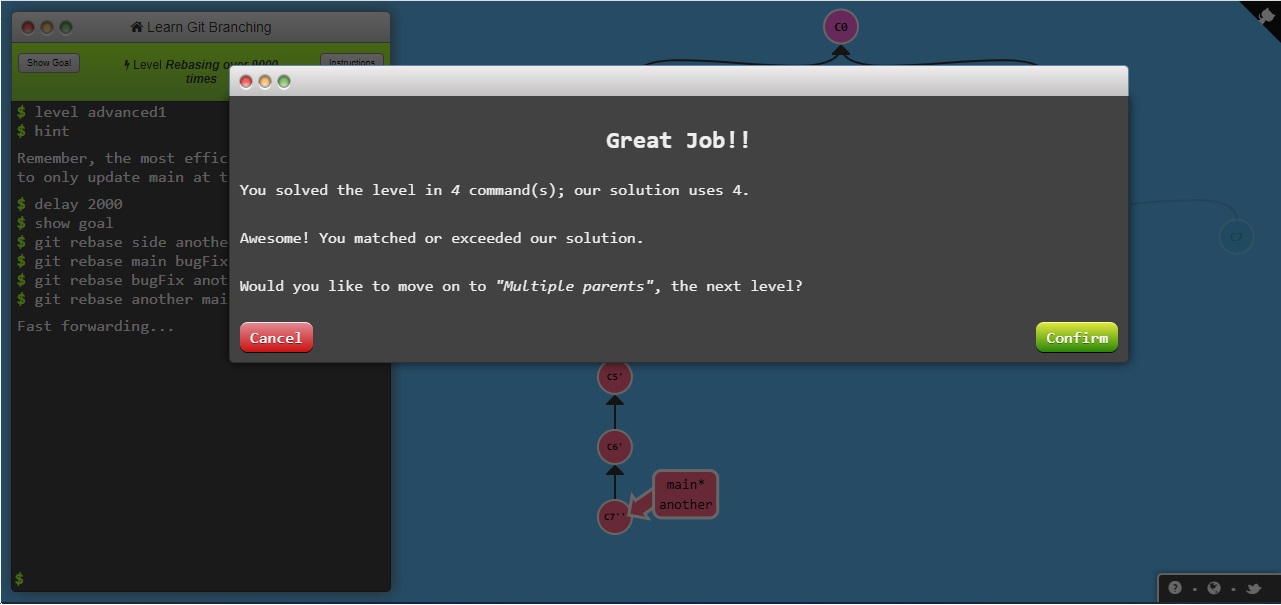 Learn Git Branching
C0
Show Goal
Level Rebasing over 9000
times
Instructions
$ level advanced1
$ hint
Remember, the most effic
to only update main at t
$ delay 2000
$ show goal
$ git rebase side anothe
$ git rebase main bugFix
$ git rebase bugFix anot
$ git rebase another mai
Fast forwarding...
$
Great Job!!
You solved the level in 4 command(s); our solution uses 4.
Awesome! You matched or exceeded our solution.
Would you like to move on to "Multiple parents", the next level?
Cancel
Confirm
C7
C5'
C6'
C7''
main*
another